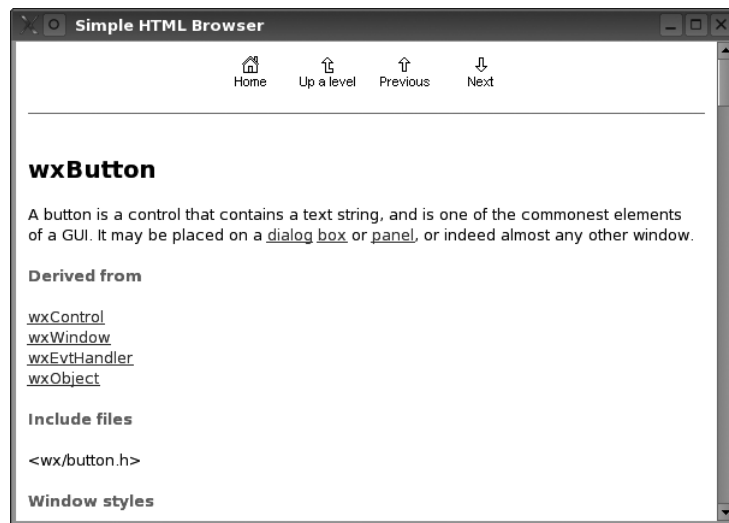 Simple HTML Browser
Home Up a level Previous Next
wxButton
A button is a control that contains a text string, and is one of the commonest elements
of a GUI. It may be placed on a dialog box or panel, or indeed almost any other window.
Derived from
wxControl
wxWindow
wxEvtHandler
wxObject
Include files
<wx/button.h>
Window styles